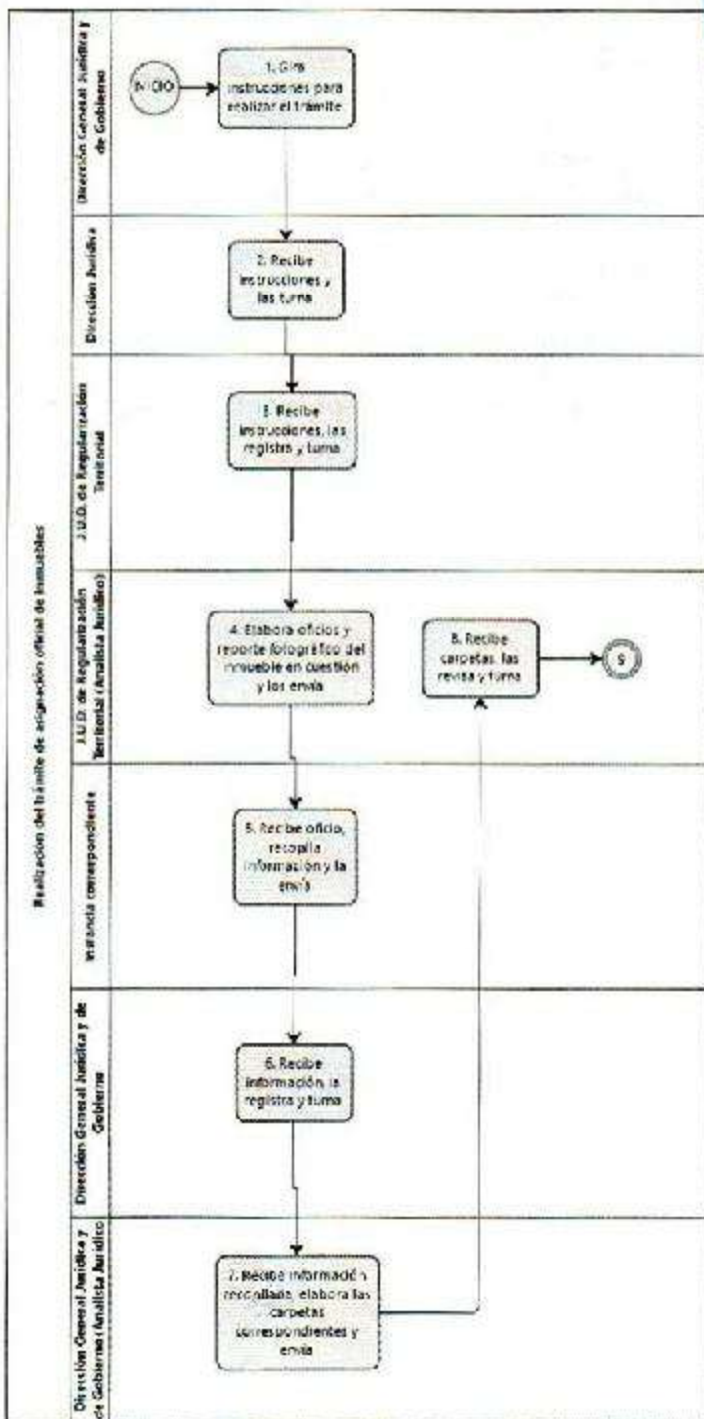 Realización del trámite de asignación oficial de inmuebles
Dirección General Jurídica y
de Gobierno
INICIO
1. Gira
instrucciones para
realizar el trámite
Dirección Jurídica
2. Recibe
instrucciones y
las turna
J.U.D. de Regularización
Territorial
3. Recibe
instrucciones, las
registra y turna
J.U.D. de Regularización
Territorial (Analista Jurídico)
4. Elabora oficios y
reporte fotográfico del
inmueble en cuestión
y los envía
8. Recibe
carpetas, las
revisa y turna
9
Instancia correspondiente
5. Recibe oficio,
recopila
información y la
envía
Dirección General Jurídica y de
Gobierno
6. Recibe
información, la
registra y turna
Dirección General Jurídica y
de Gobierno (Analista Jurídico
7. Recibe información
recopilada, elabora las
carpetas
correspondientes y
envía